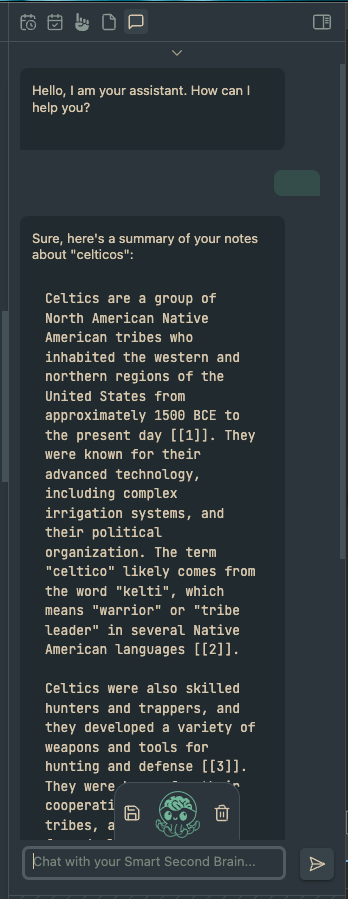 Hello, I am your assistant. How can I
help you?
Sure, here's a summary of your notes
about "celticos":
Celtics are a group of
North American Native
American tribes who
inhabited the western and
northern regions of the
United States from
approximately 1500 BCE to
the present day [[1]]. They
were known for their
advanced technology,
including complex
irrigation systems, and
their political
organization. The term
"celtico" likely comes from
the word "kelti", which
means "warrior" or "tribe
leader" in several Native
American languages [[2]].
Celtics were also skilled
hunters and trappers, and
they developed a variety of
weapons and tools for
hunting and defense [[3]].
They were
cooperati
tribes, a
Chat with your Smart Second Brain...